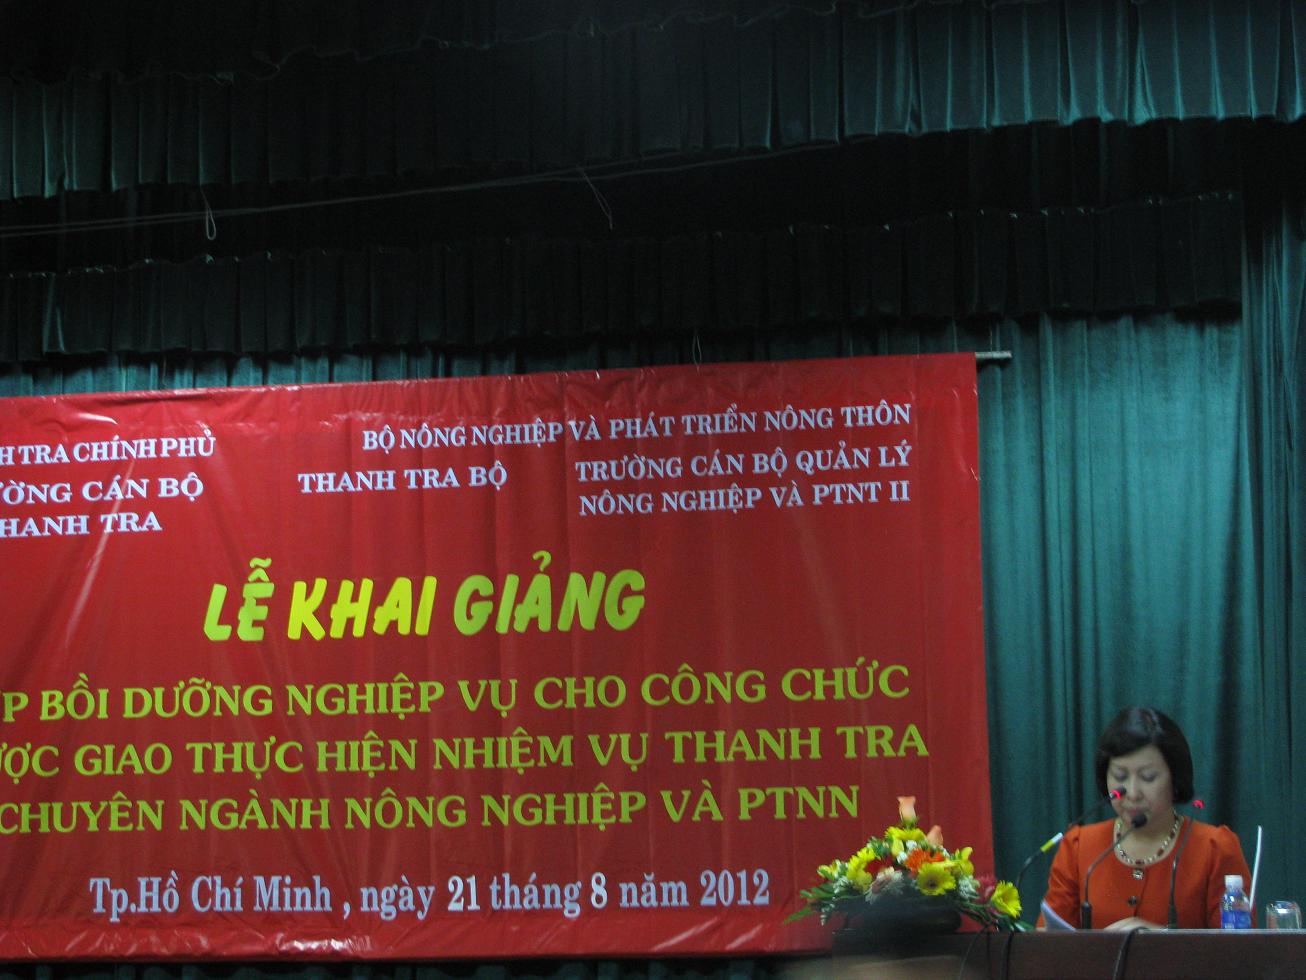 TRA CHÍNH PHỦ
BỘ NÔNG NGHIỆP VÀ PHÁT TRIỂN NÔNG THÔN
CÁN BỘ
THANH TRA BỘ
TRƯỜNG CÁN BỘ QUẢN LÝ
TRA
NÔNG NGHIỆP VÀ PTNT II
LỄ KHAI GIẢNG
BỒI DƯỠNG NGHIỆP VỤ CHO CÔNG CHỨC
GIAO THỰC HIỆN NHIỆM VỤ THANH TRA
CHUYÊN NGÀNH NÔNG NGHIỆP VÀ PTNN
Tp.Hồ Chí Minh , ngày 21 tháng 8 năm 2012